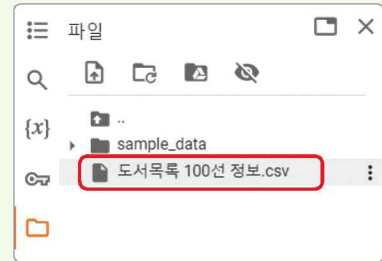 파일
{x}
..
sample_data
도서목록 100선 정보.csv